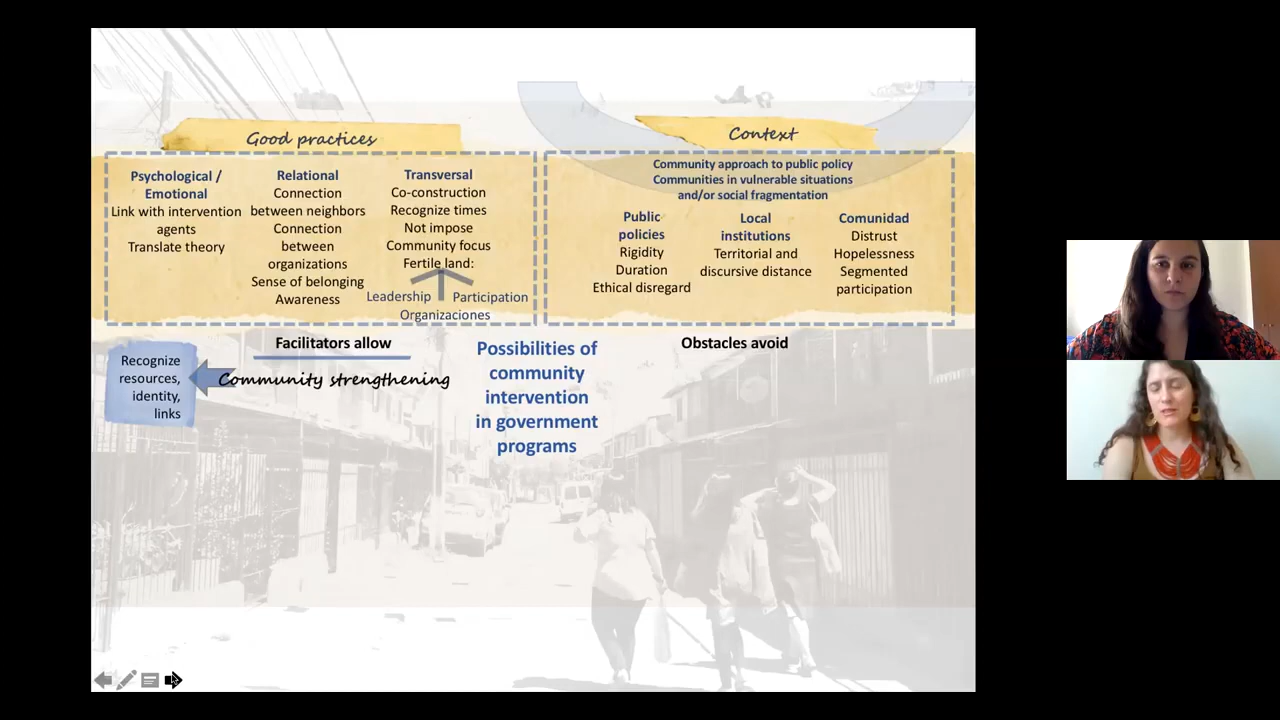 Good practices
Psychological /
Emotional
Link with intervention
agents
Translate theory
Relational
Connection
between neighbors
Connection
between
organizations
Sense of belonging
Awareness
Transversal
Co-construction
Recognize times
Not impose
Community focus
Fertile land:
Leadership
Participation
Organizaciones
Context
Community approach to public policy
Communities in vulnerable situations
and/or social fragmentation
Public
policies
Rigidity
Duration
Ethical disregard
Local
institutions
Territorial and
discursive distance
Comunidad
Distrust
Hopelessness
Segmented
participation
Facilitators allow
Community strengthening
Recognize
resources,
identity,
links
Possibilities of
community
intervention
in government
programs
Obstacles avoid